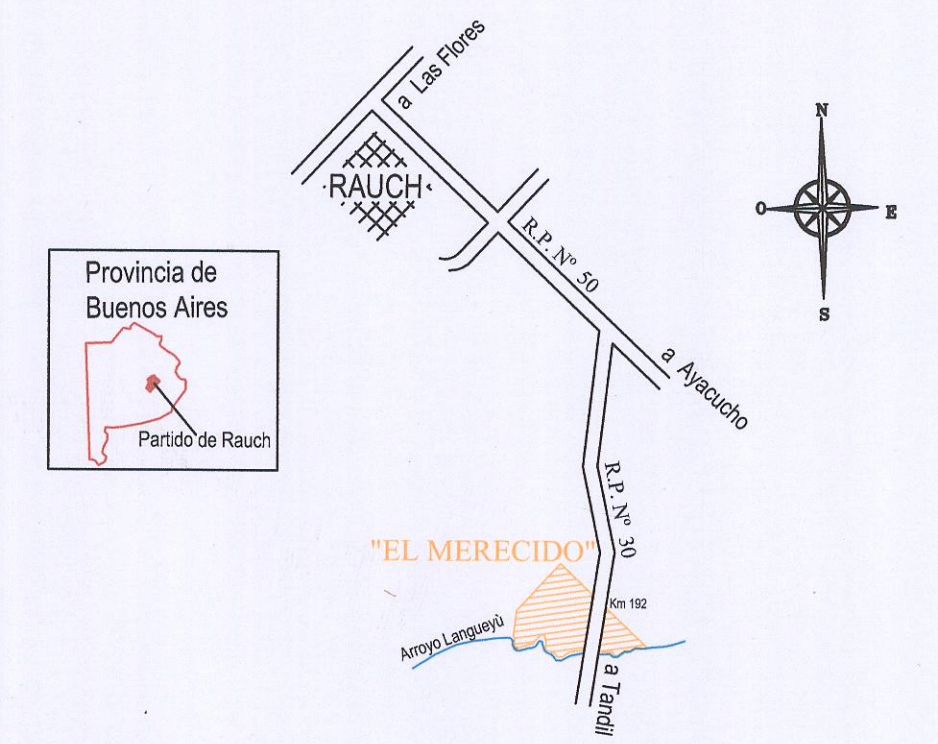 a Las Flores
N
RAUCH
O
E
R.P. Nº 50
S
Provincia de
Buenos Aires
a Ayacucho
Partido de Rauch
R.P. Nº 30
"EL MERECIDO"
Km 192
Arroyo Langueyù
a Tandil